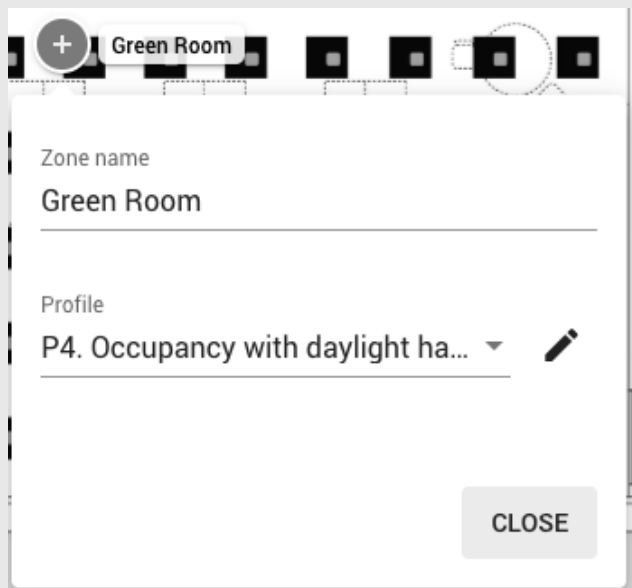 Green Room
Zone name
Green Room
Profile
P4. Occupancy with daylight ha...
CLOSE